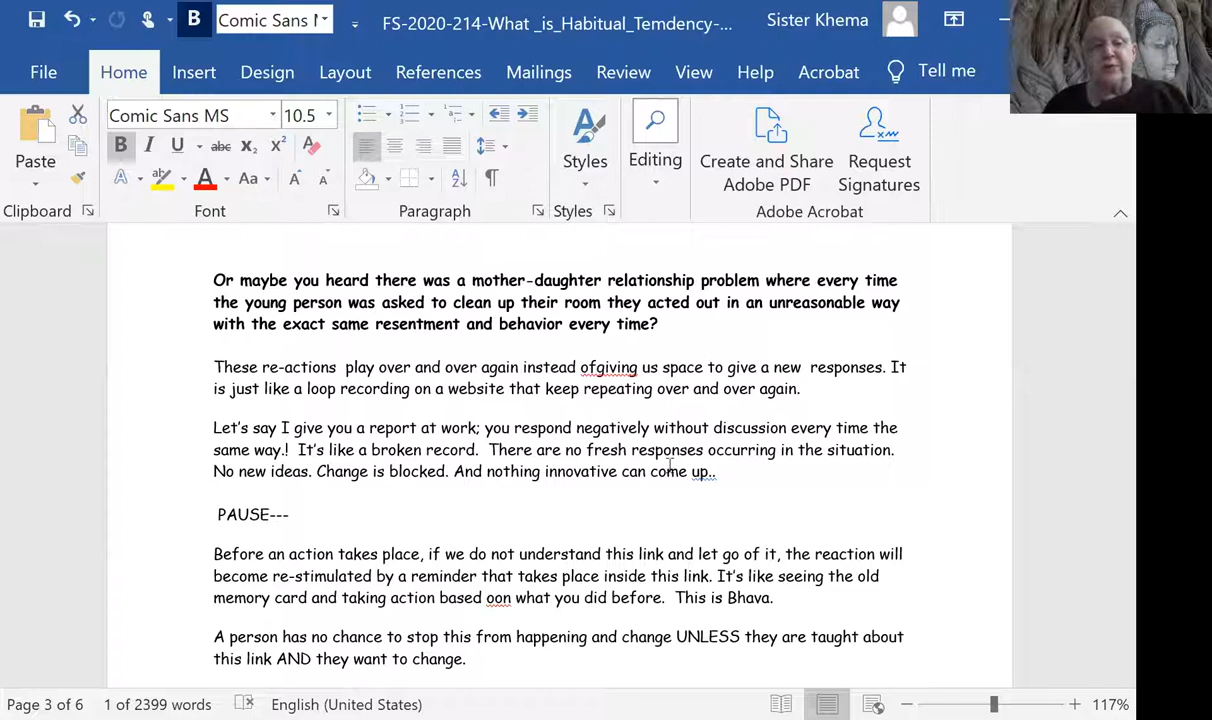 Comic Sans M
FS-2020-214-What _is_Habitual_Temdency-...
Sister Khema
File Home Insert Design Layout References Mailings Review View Help Acrobat Tell me
Paste
Clipboard
Comic Sans MS 10.5
B I U abc x₂ x²
A ab A Aa A A
Font
Paragraph
Styles
Styles
Editing
Create and Share
Adobe PDF
Request
Signatures
Adobe Acrobat
Or maybe you heard there was a mother-daughter relationship problem where every time
the young person was asked to clean up their room they acted out in an unreasonable way
with the exact same resentment and behavior every time?
These re-actions play over and over again instead ofgiving us space to give a new responses. It
is just like a loop recording on a website that keep repeating over and over again.
Let's say I give you a report at work; you respond negatively without discussion every time the
same way.! It's like a broken record. There are no fresh responses occurring in the situation.
No new ideas. Change is blocked. And nothing innovative can come up..
PAUSE---
Before an action takes place, if we do not understand this link and let go of it, the reaction will
become re-stimulated by a reminder that takes place inside this link. It's like seeing the old
memory card and taking action based oon what you did before. This is Bhava.
A person has no chance to stop this from happening and change UNLESS they are taught about
this link AND they want to change.
Page 3 of 6 1 of 2399 words English (United States) 117%